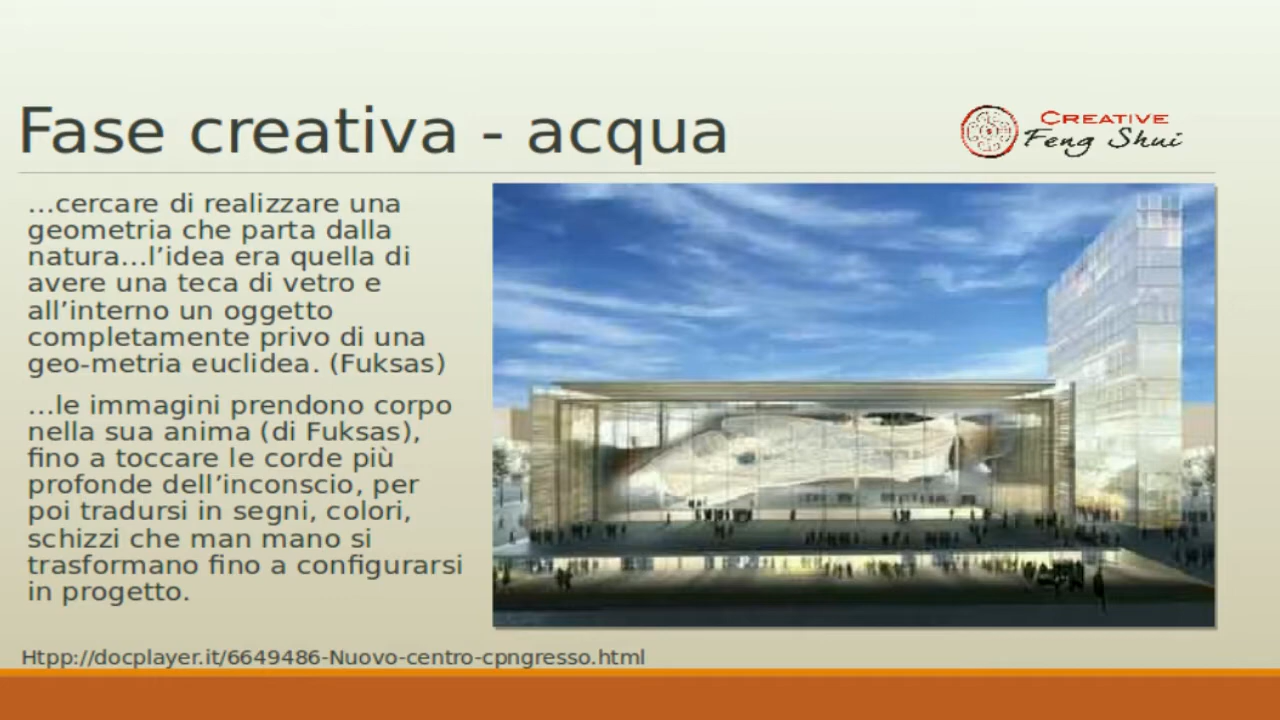 Fase creativa - acqua
CREATIVE
Feng Shui
...cercare di realizzare una
geometria che parta dalla
natura...l'idea era quella di
avere una teca di vetro e
all'interno un oggetto
completamente privo di una
geo-metria euclidea. (Fuksas)
...le immagini prendono corpo
nella sua anima (di Fuksas),
fino a toccare le corde più
profonde dell'inconscio, per
poi tradursi in segni, colori,
schizzi che man mano si
trasformano fino a configurarsi
in progetto.
Htpp://docplayer.it/6649486-Nuovo-centro-cpngresso.html